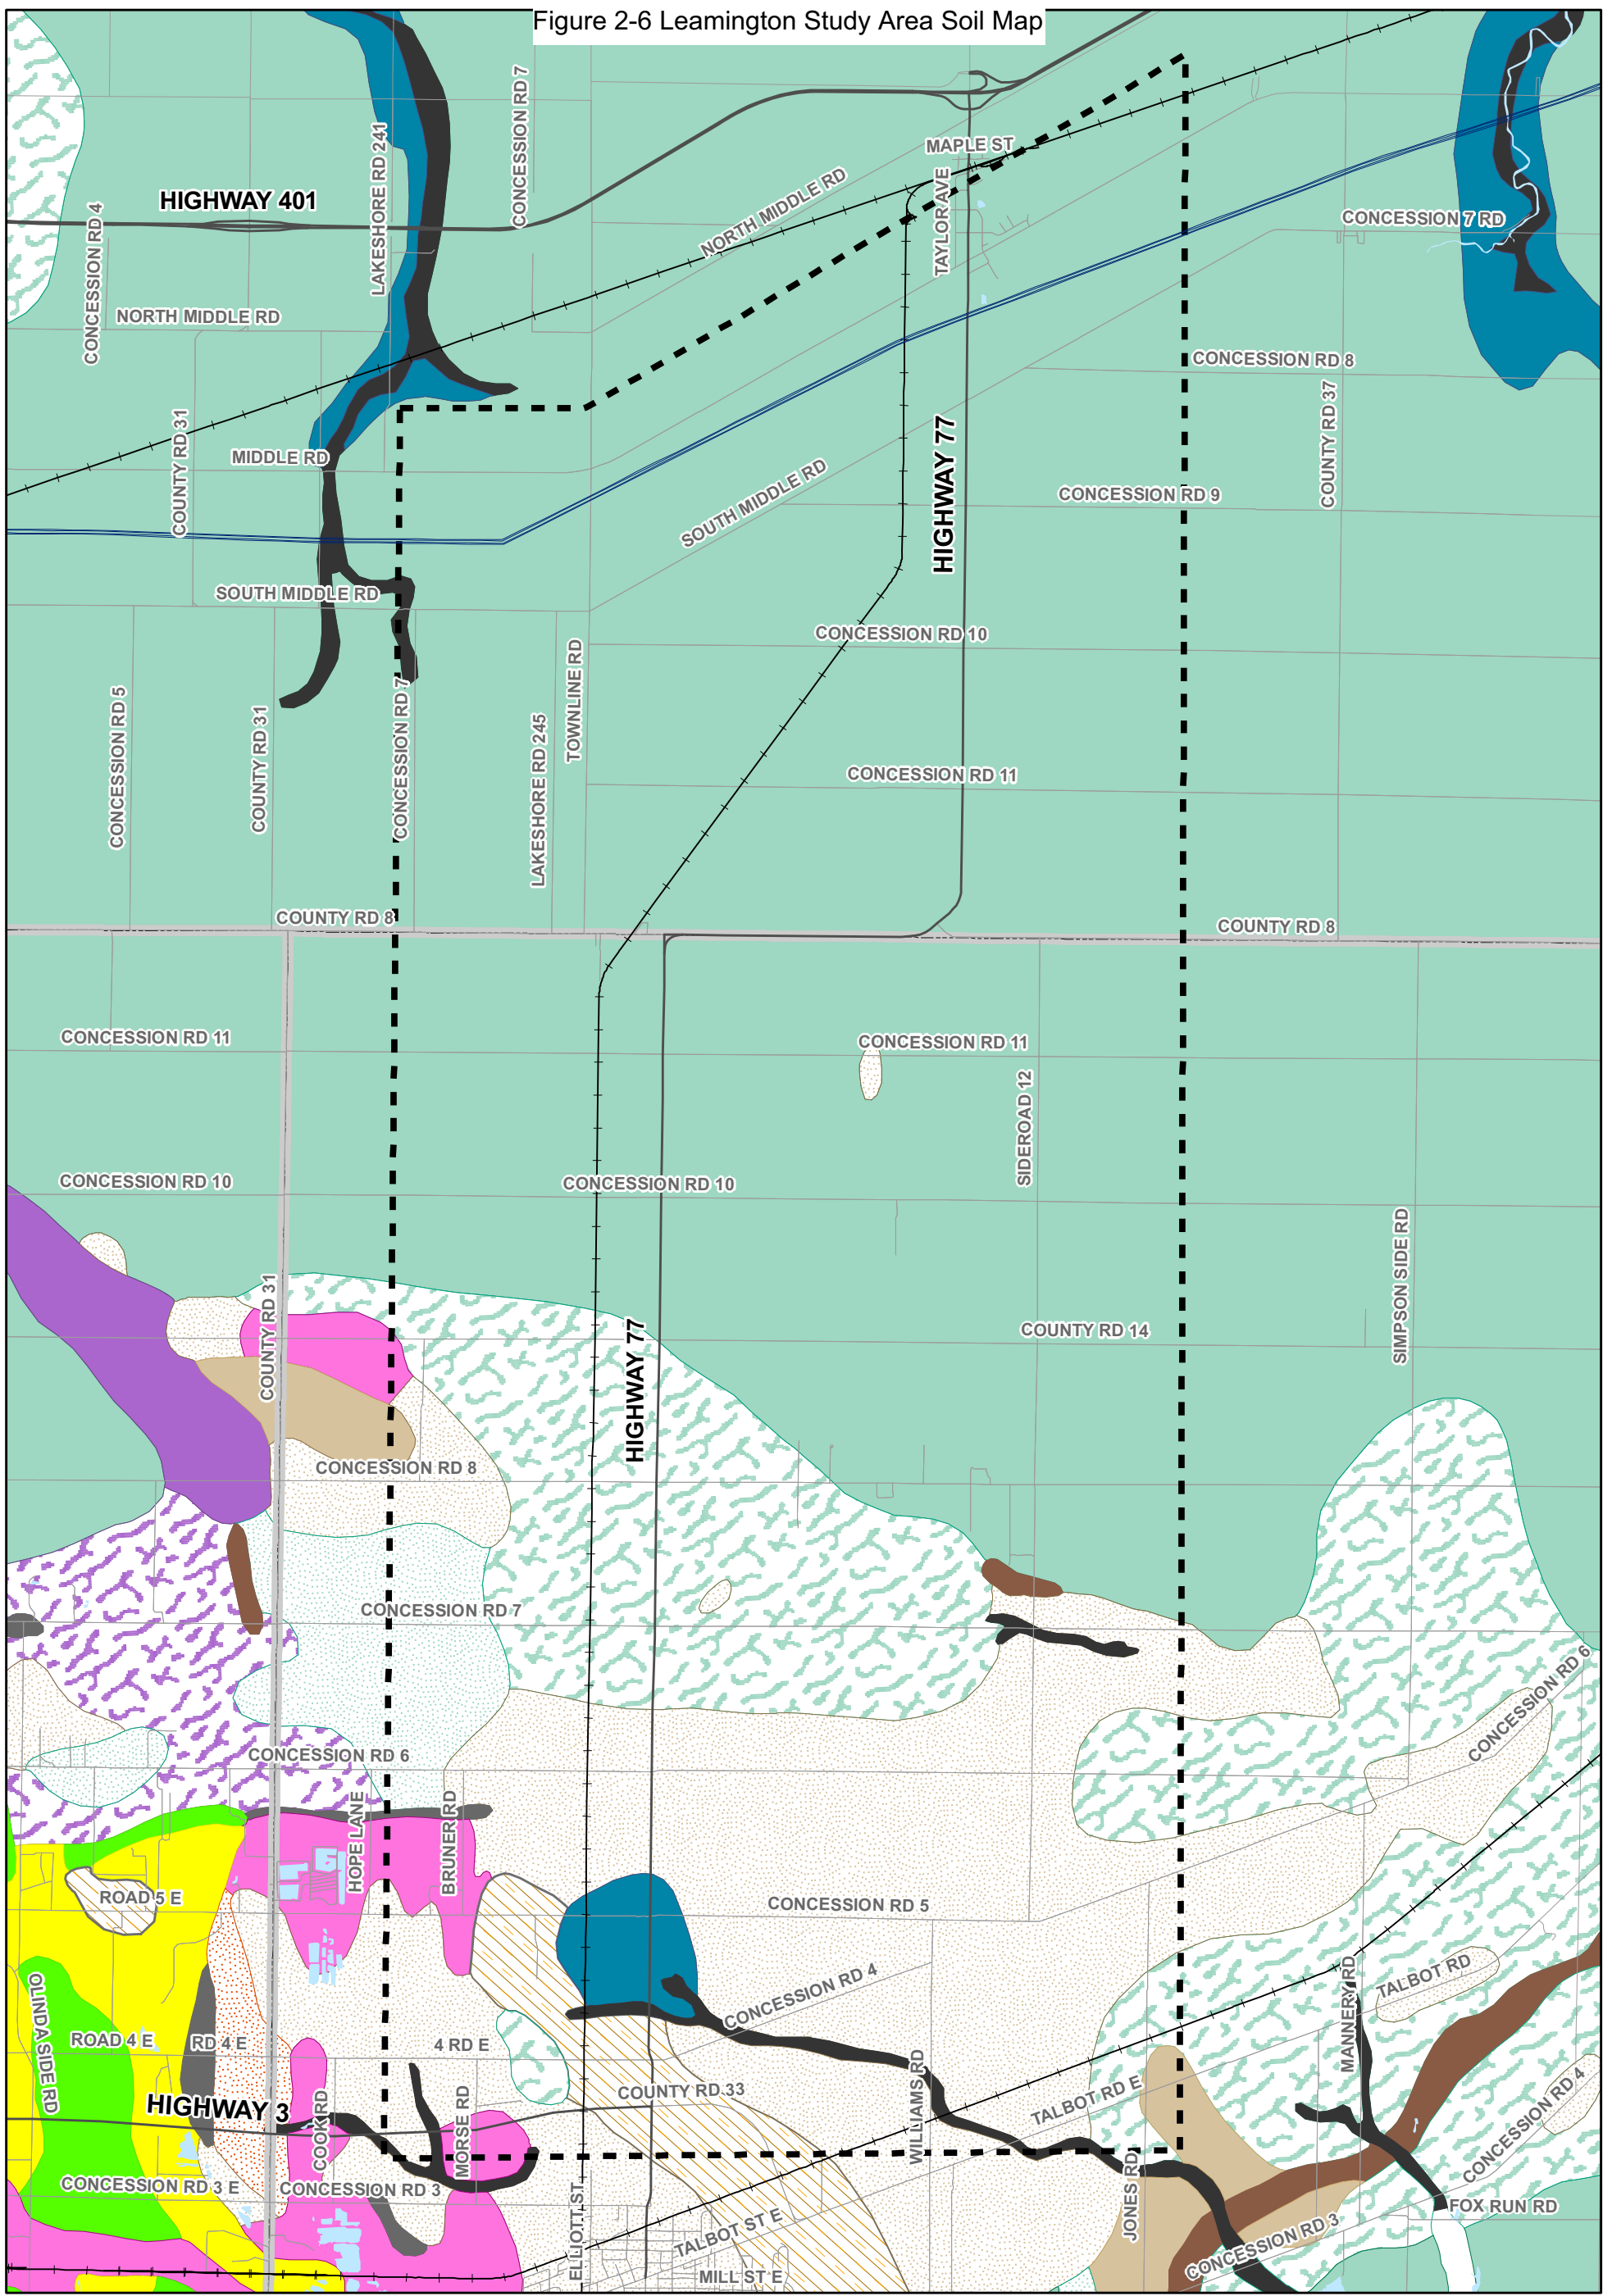 Figure 2-6 Leamington Study Area Soil Map
CONCESSION RD 7
LAKESHORE RD 241
MAPLE ST
HIGHWAY 401
NORTH MIDDLE RD
TAYLOR AVE
CONCESSION 7 RD
CONCESSION RD 4
NORTH MIDDLE RD
CONCESSION RD 8
COUNTY RD 37
COUNTY RD 31
MIDDLE RD
HIGHWAY 77
SOUTH MIDDLE RD
CONCESSION RD 9
SOUTH MIDDLE RD
CONCESSION RD 10
TOWNLINE RD
CONCESSION RD 5
COUNTY RD 31
CONCESSION RD 7
LAKESHORE RD 245
CONCESSION RD 11
COUNTY RD 8
COUNTY RD 8
CONCESSION RD 11
CONCESSION RD 11
SIDEROAD 12
CONCESSION RD 10
CONCESSION RD 10
SIMPSON SIDE RD
COUNTY RD 31
HIGHWAY 77
COUNTY RD 14
CONCESSION RD 8
CONCESSION RD 7
CONCESSION RD 6
CONCESSION RD 6
HOPE LANE
BRUNER RD
ROAD 5 E
CONCESSION RD 5
OLINDA SIDE RD
CONCESSION RD 4
MANNERY RD
TALBOT RD
ROAD 4 E
RD 4 E
4 RD E
WILLIAMS RD
COUNTY RD 33
TALBOT RD E
HIGHWAY 3
COOK RD
MORSE RD
CONCESSION RD 4
CONCESSION RD 3 E
CONCESSION RD 3
ELLIOTT ST
JONES RD
FOX RUN RD
TALBOT ST E
CONCESSION RD 3
MILL ST E